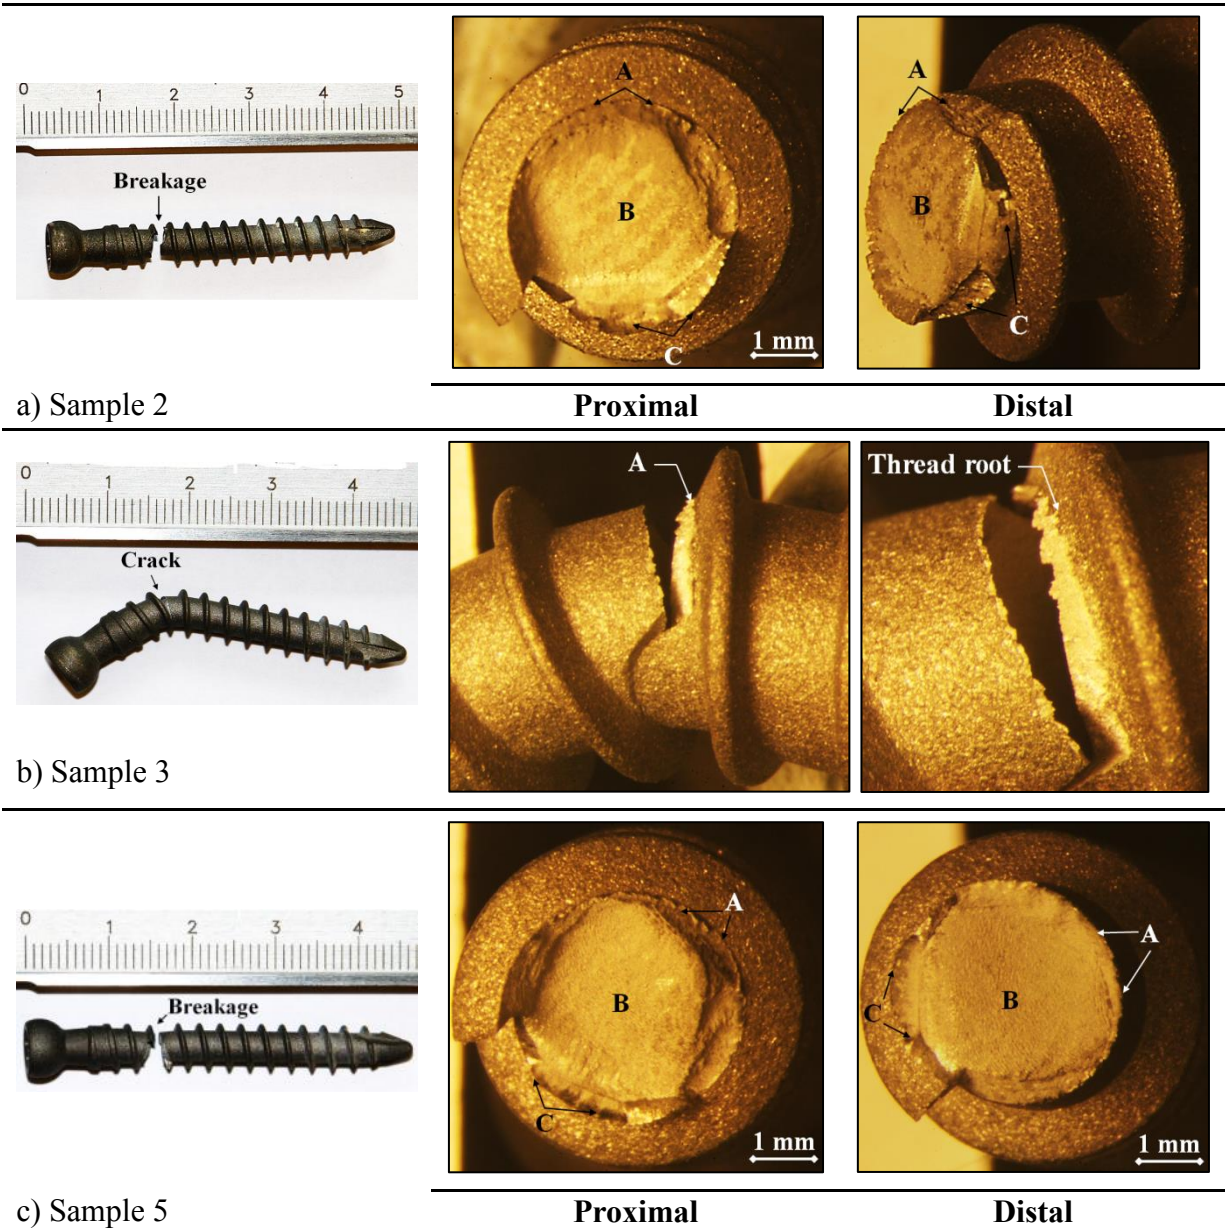 0 1 2 3 4 5
Breakage
A
B
C
1 mm
A
B
C
a) Sample 2
Proximal
Distal
0 1 2 3 4
Crack
A
Thread root
b) Sample 3
0 1 2 3 4
Breakage
A
B
C
1 mm
A
B
C
1 mm
c) Sample 5
Proximal
Distal